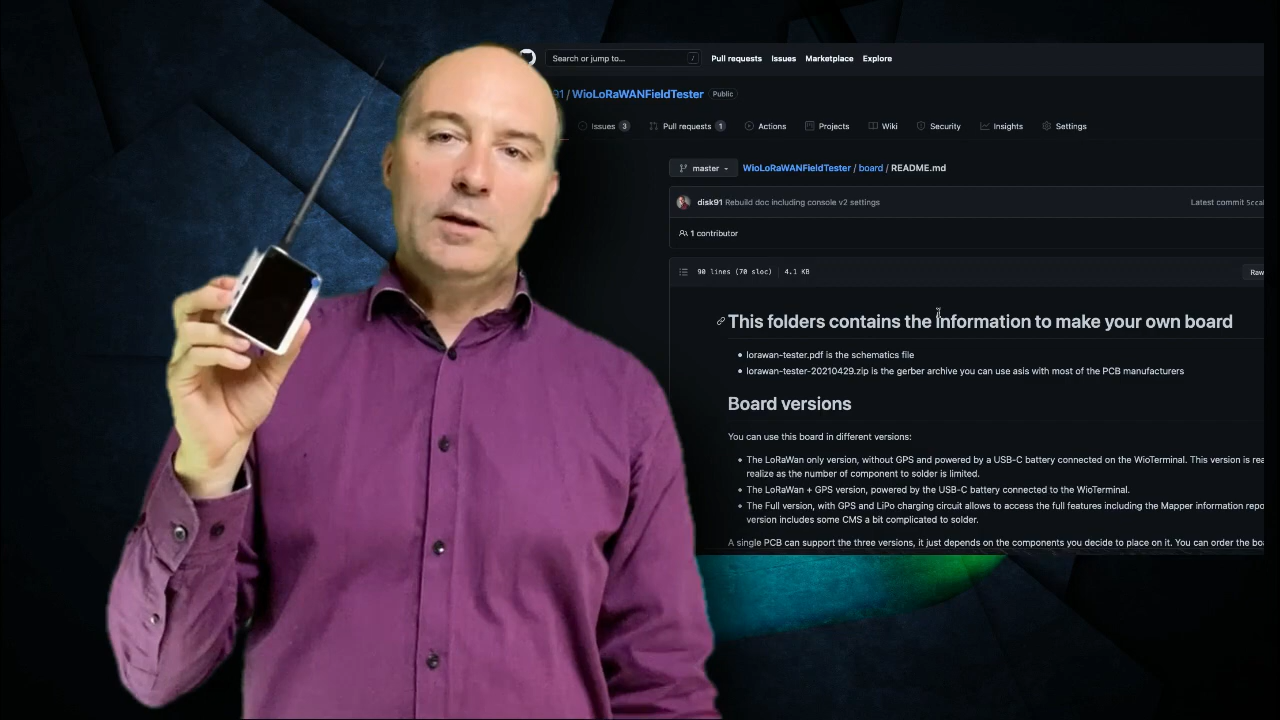 Search or jump to... /
Pull requests Issues Marketplace Explore
91 / WioLoRaWANFieldTester Public
Issues 3 Pull requests 1 Actions Projects Wiki Security Insights Settings
master WioLoRaWANFieldTester / board / README.md
disk91 Rebuild doc including console v2 settings Latest commit
1 contributor
90 lines (70 sloc) 4.1 KB Raw
This folders contains the information to make your own board
lorawan-tester.pdf is the schematics file
lorawan-tester-20210429.zip is the gerber archive you can use asis with most of the PCB manufacturers
Board versions
You can use this board in different versions:
The LoRaWan only version, without GPS and powered by a USB-C battery connected on the WioTerminal. This version is rea
realize as the number of component to solder is limited.
The LoRaWan + GPS version, powered by the USB-C battery connected to the WioTerminal.
The Full version, with GPS and LiPo charging circuit allows to access the full features including the Mapper information repo
version includes some CMS a bit complicated to solder.
A single PCB can support the three versions, it just depends on the components you decide to place on it. You can order the boa